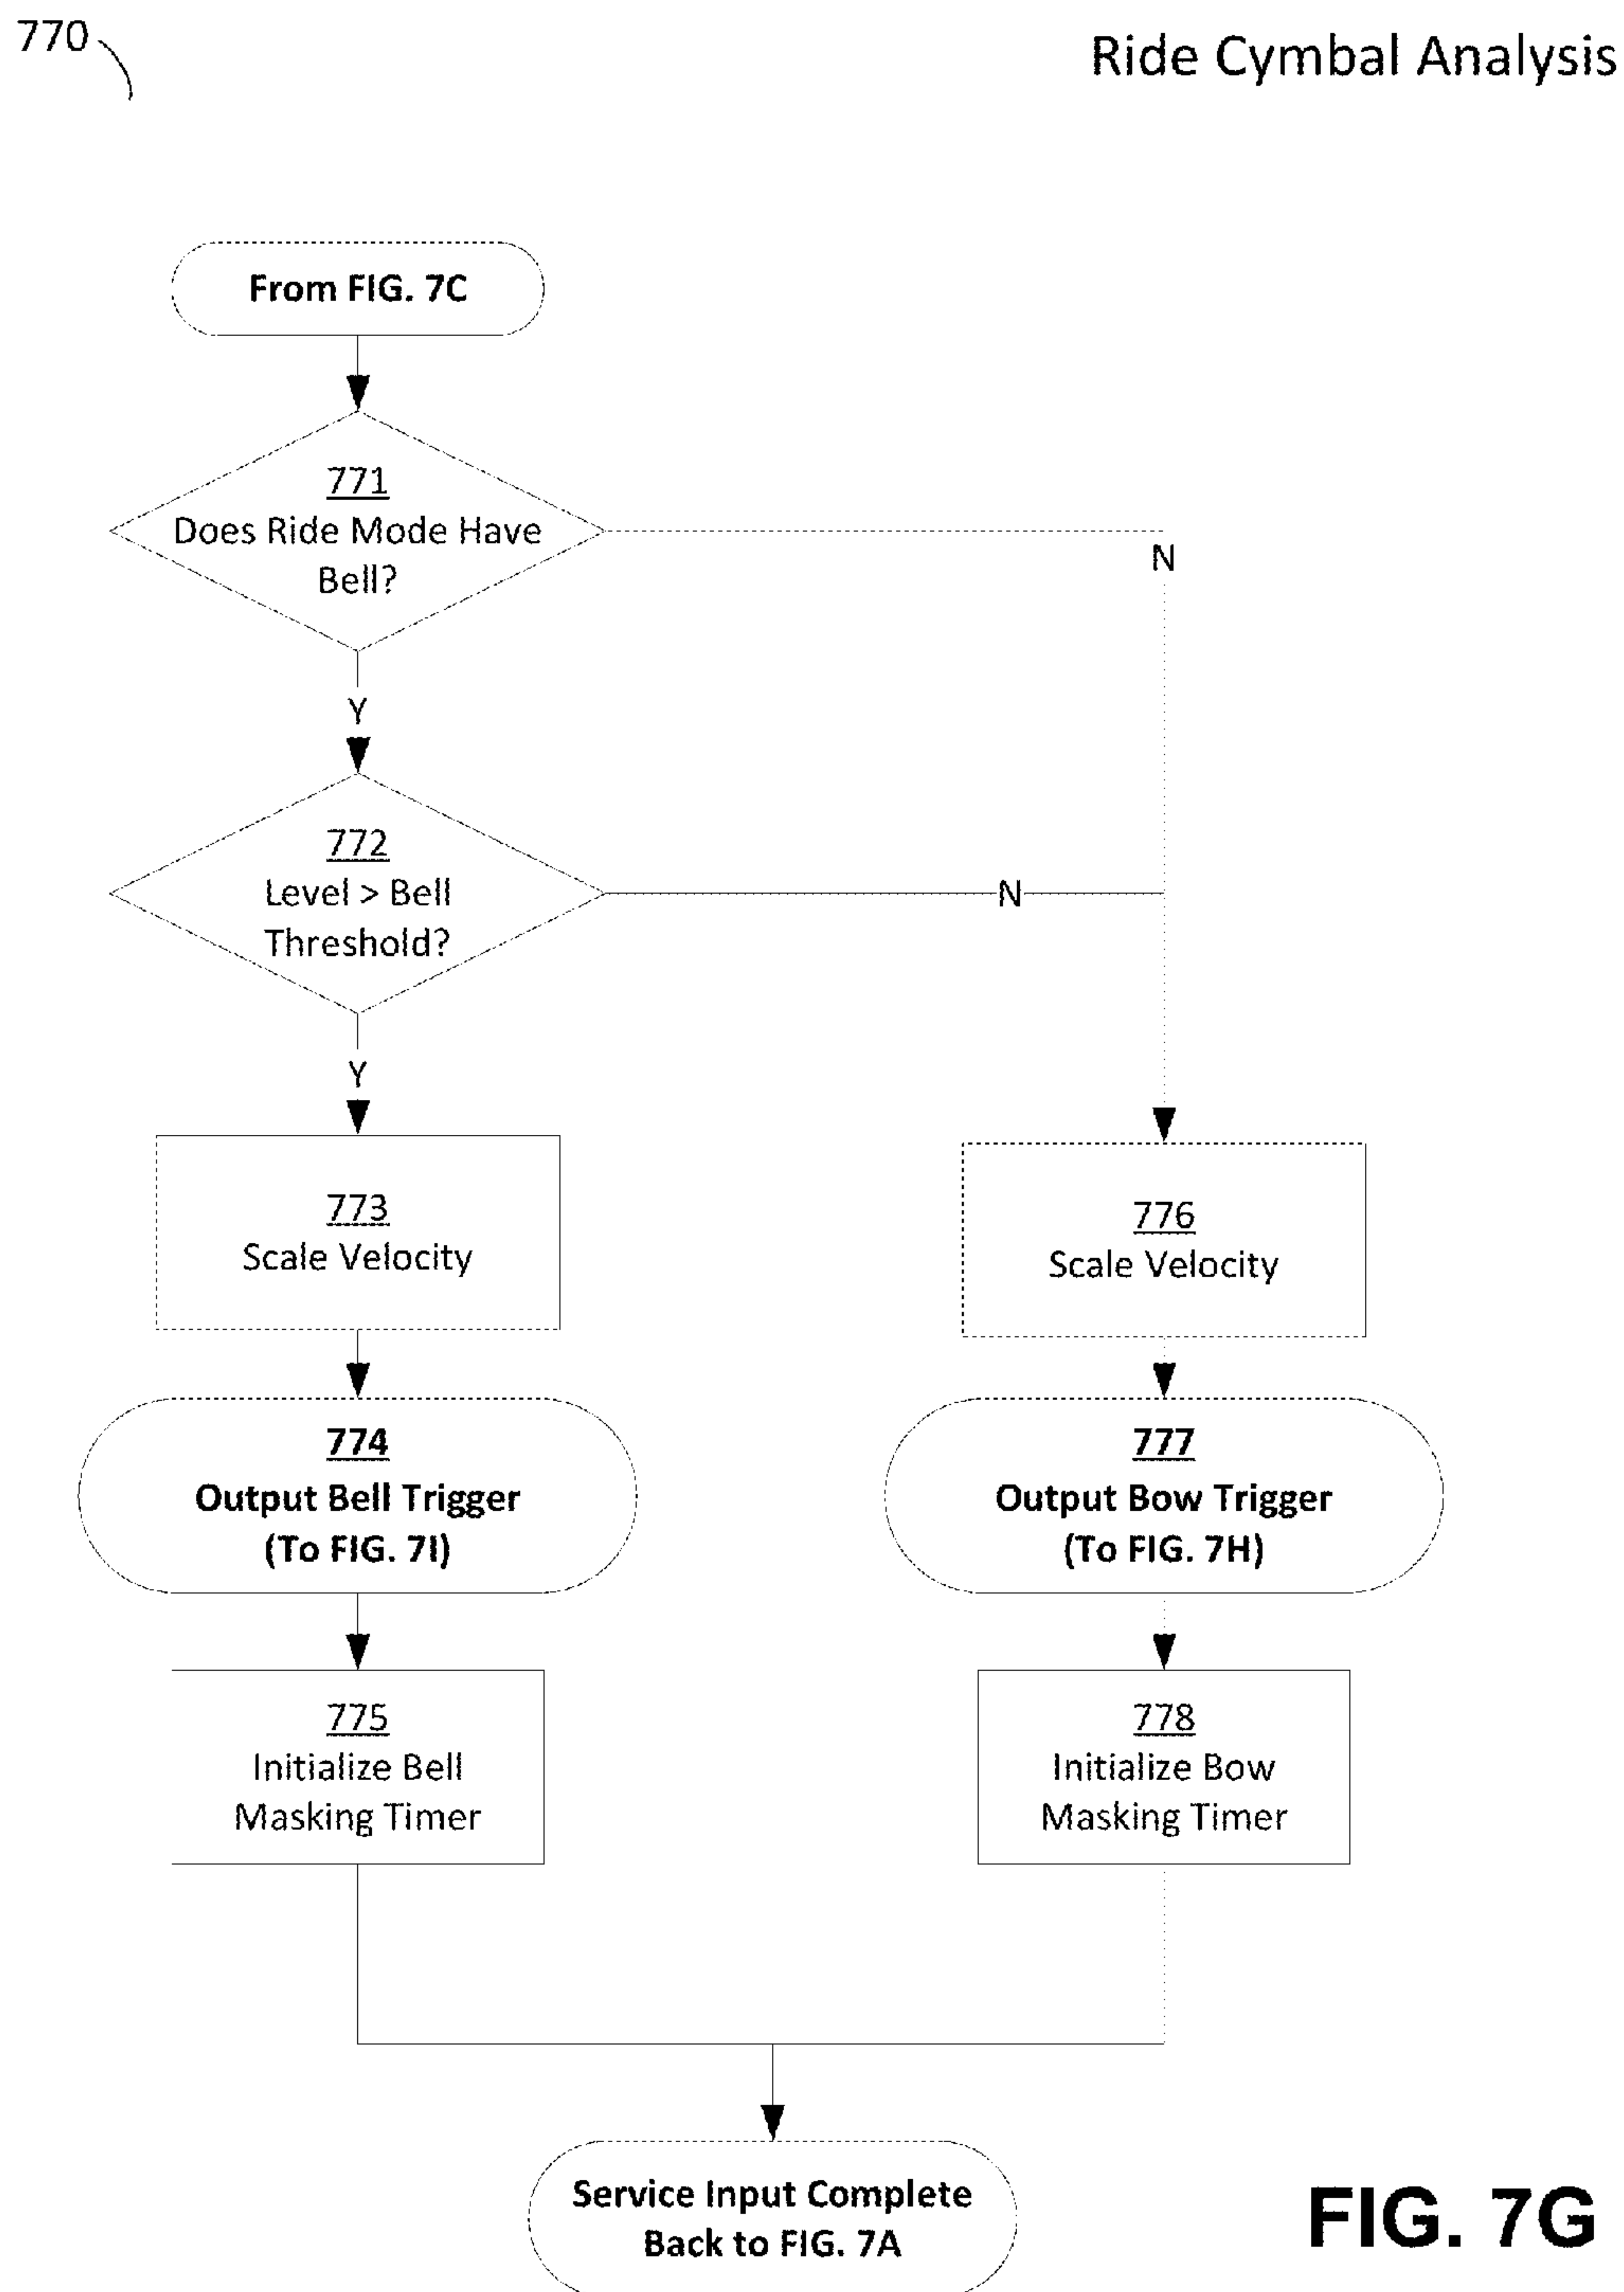 770
Ride Cymbal Analysis
From FIG. 7C
771
Does Ride Mode Have
Bell?
N
Y
772
Level > Bell
Threshold?
N
Y
773
Scale Velocity
776
Scale Velocity
774
Output Bell Trigger
(To FIG. 7I)
777
Output Bow Trigger
(To FIG. 7H)
775
Initialize Bell
Masking Timer
778
Initialize Bow
Masking Timer
Service Input Complete
Back to FIG. 7A
FIG. 7G